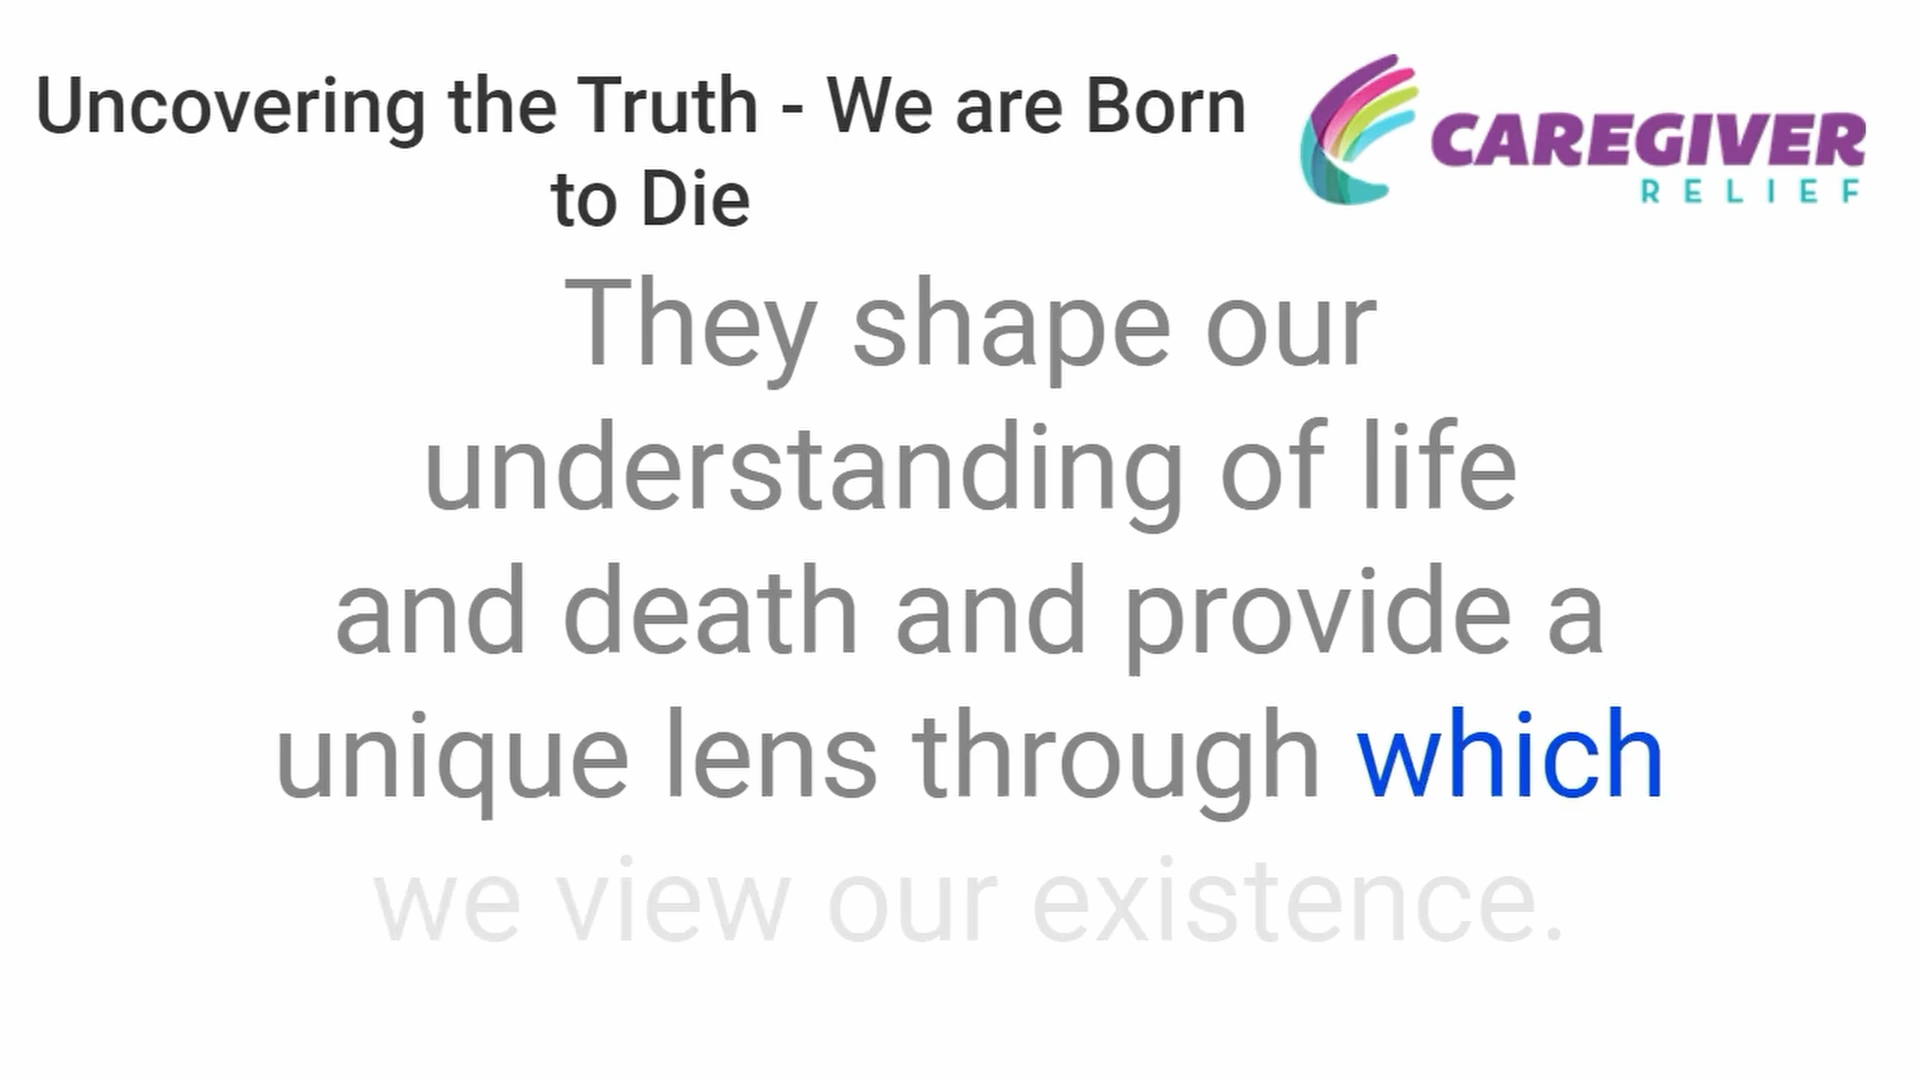 Uncovering the Truth - We are Born
to Die
CAREGIVER
RELIEF
They shape our
understanding of life
and death and provide a
unique lens through which
we view our existence.